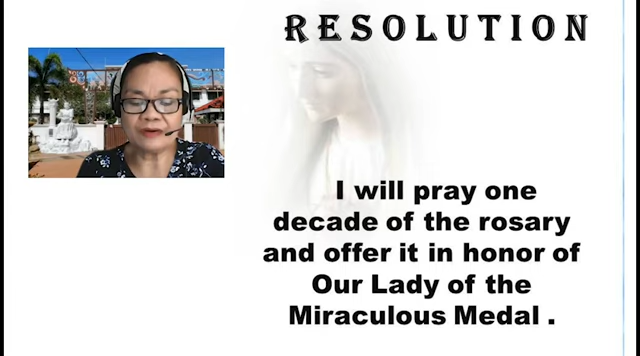 RESOLUTION
I will pray one
decade of the rosary
and offer it in honor of
Our Lady of the
Miraculous Medal .